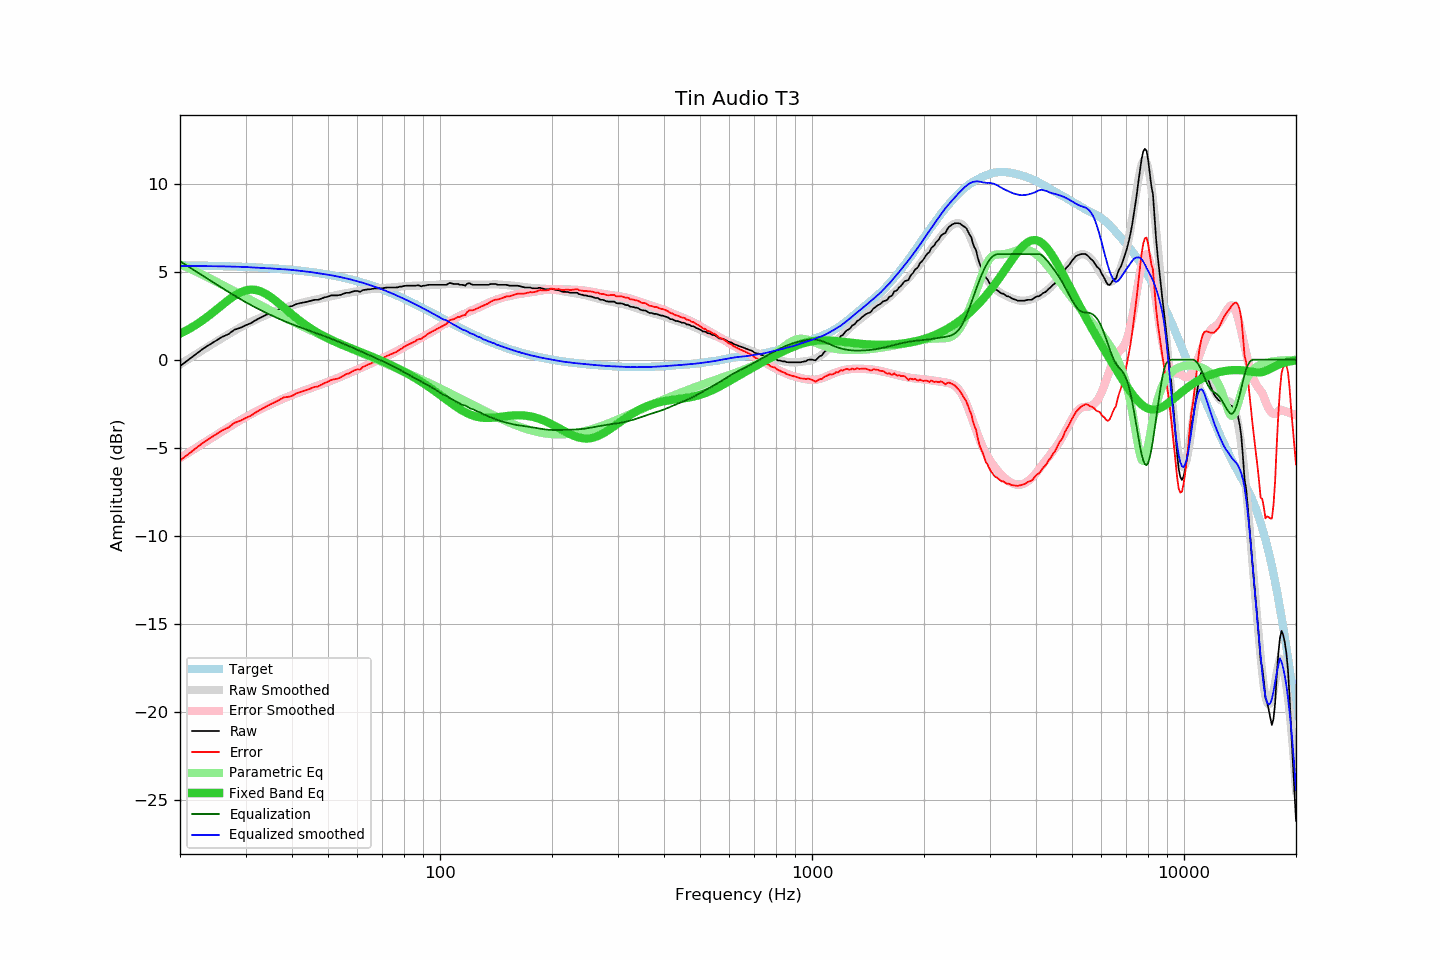 Tin Audio T3
10
5
0
−5
−10
−15
−20
−25
Amplitude (dBr)
Target
Raw Smoothed
Error Smoothed
Raw
Error
Parametric Eq
Fixed Band Eq
Equalization
Equalized smoothed
100
1000
10000
Frequency (Hz)